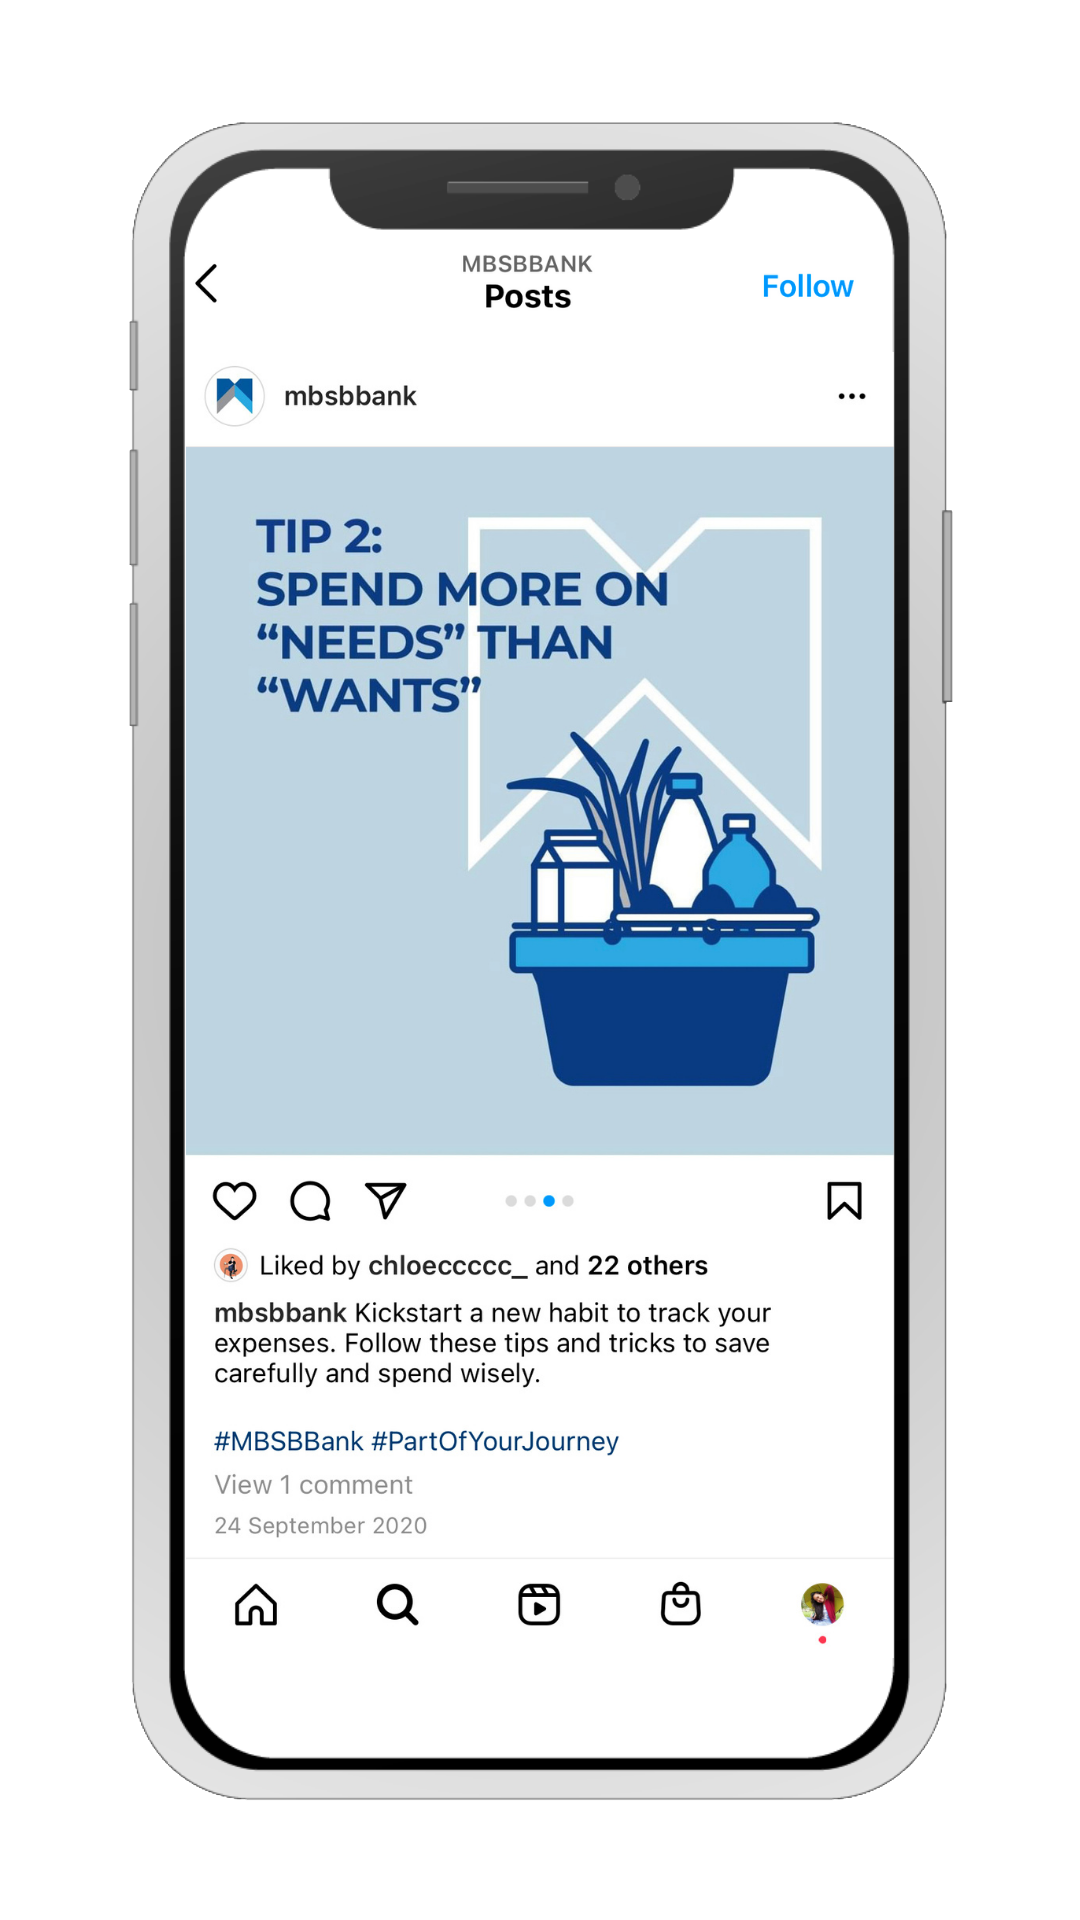 MBSBBANK
Posts
Follow
mbsbbank
TIP 2:
SPEND MORE ON
“NEEDS” THAN
“WANTS”
Liked by chloeccccc_ and 22 others
mbsbbank Kickstart a new habit to track your
expenses. Follow these tips and tricks to save
carefully and spend wisely.
#MBSBBank #PartOfYourJourney
View 1 comment
24 September 2020